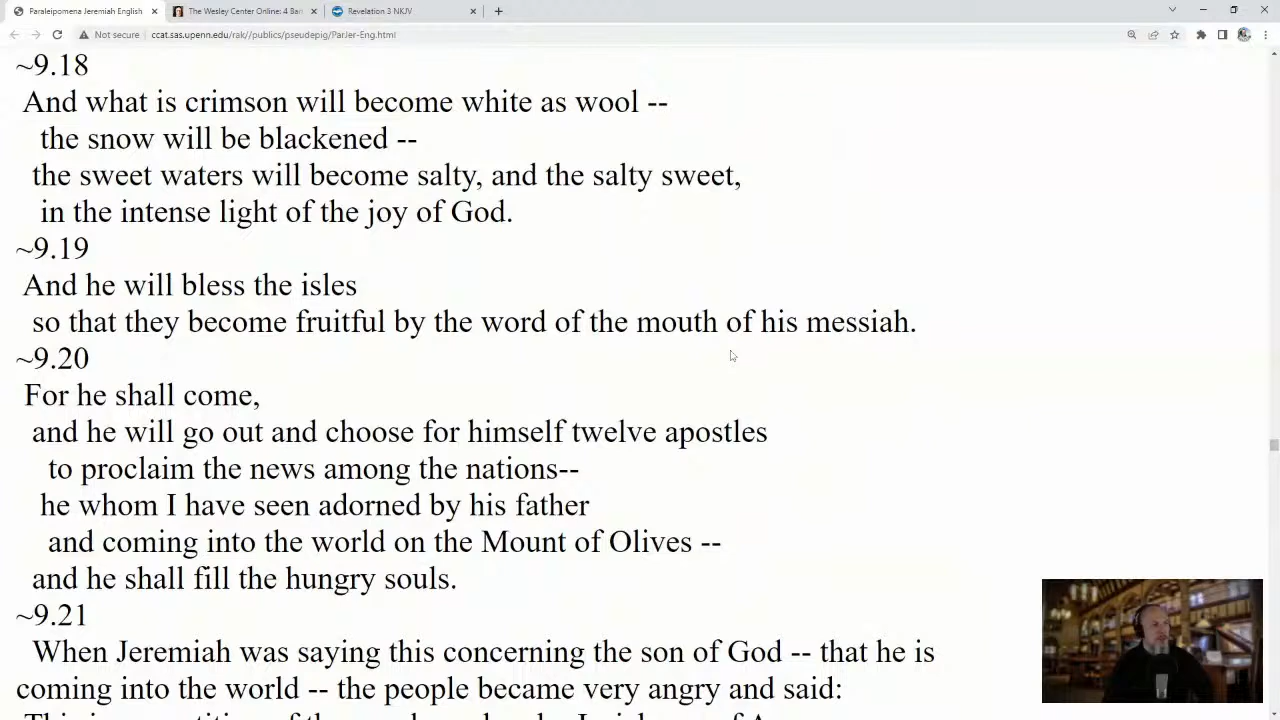 Paraleipomena Jeremiah English
The Wesley Center Online: 4 Bar
Revelation 3 NKJV
Not secure
ccat.sas.upenn.edu/rak//publics/pseudepig/ParJer-Eng.html
~9.18
And what is crimson will become white as wool --
the snow will be blackened --
the sweet waters will become salty, and the salty sweet,
in the intense light of the joy of God.
~9.19
And he will bless the isles
so that they become fruitful by the word of the mouth of his messiah.
~9.20
For he shall come,
and he will go out and choose for himself twelve apostles
to proclaim the news among the nations--
he whom I have seen adorned by his father
and coming into the world on the Mount of Olives --
and he shall fill the hungry souls.
~9.21
When Jeremiah was saying this concerning the son of God -- that he is
coming into the world -- the people became very angry and said: